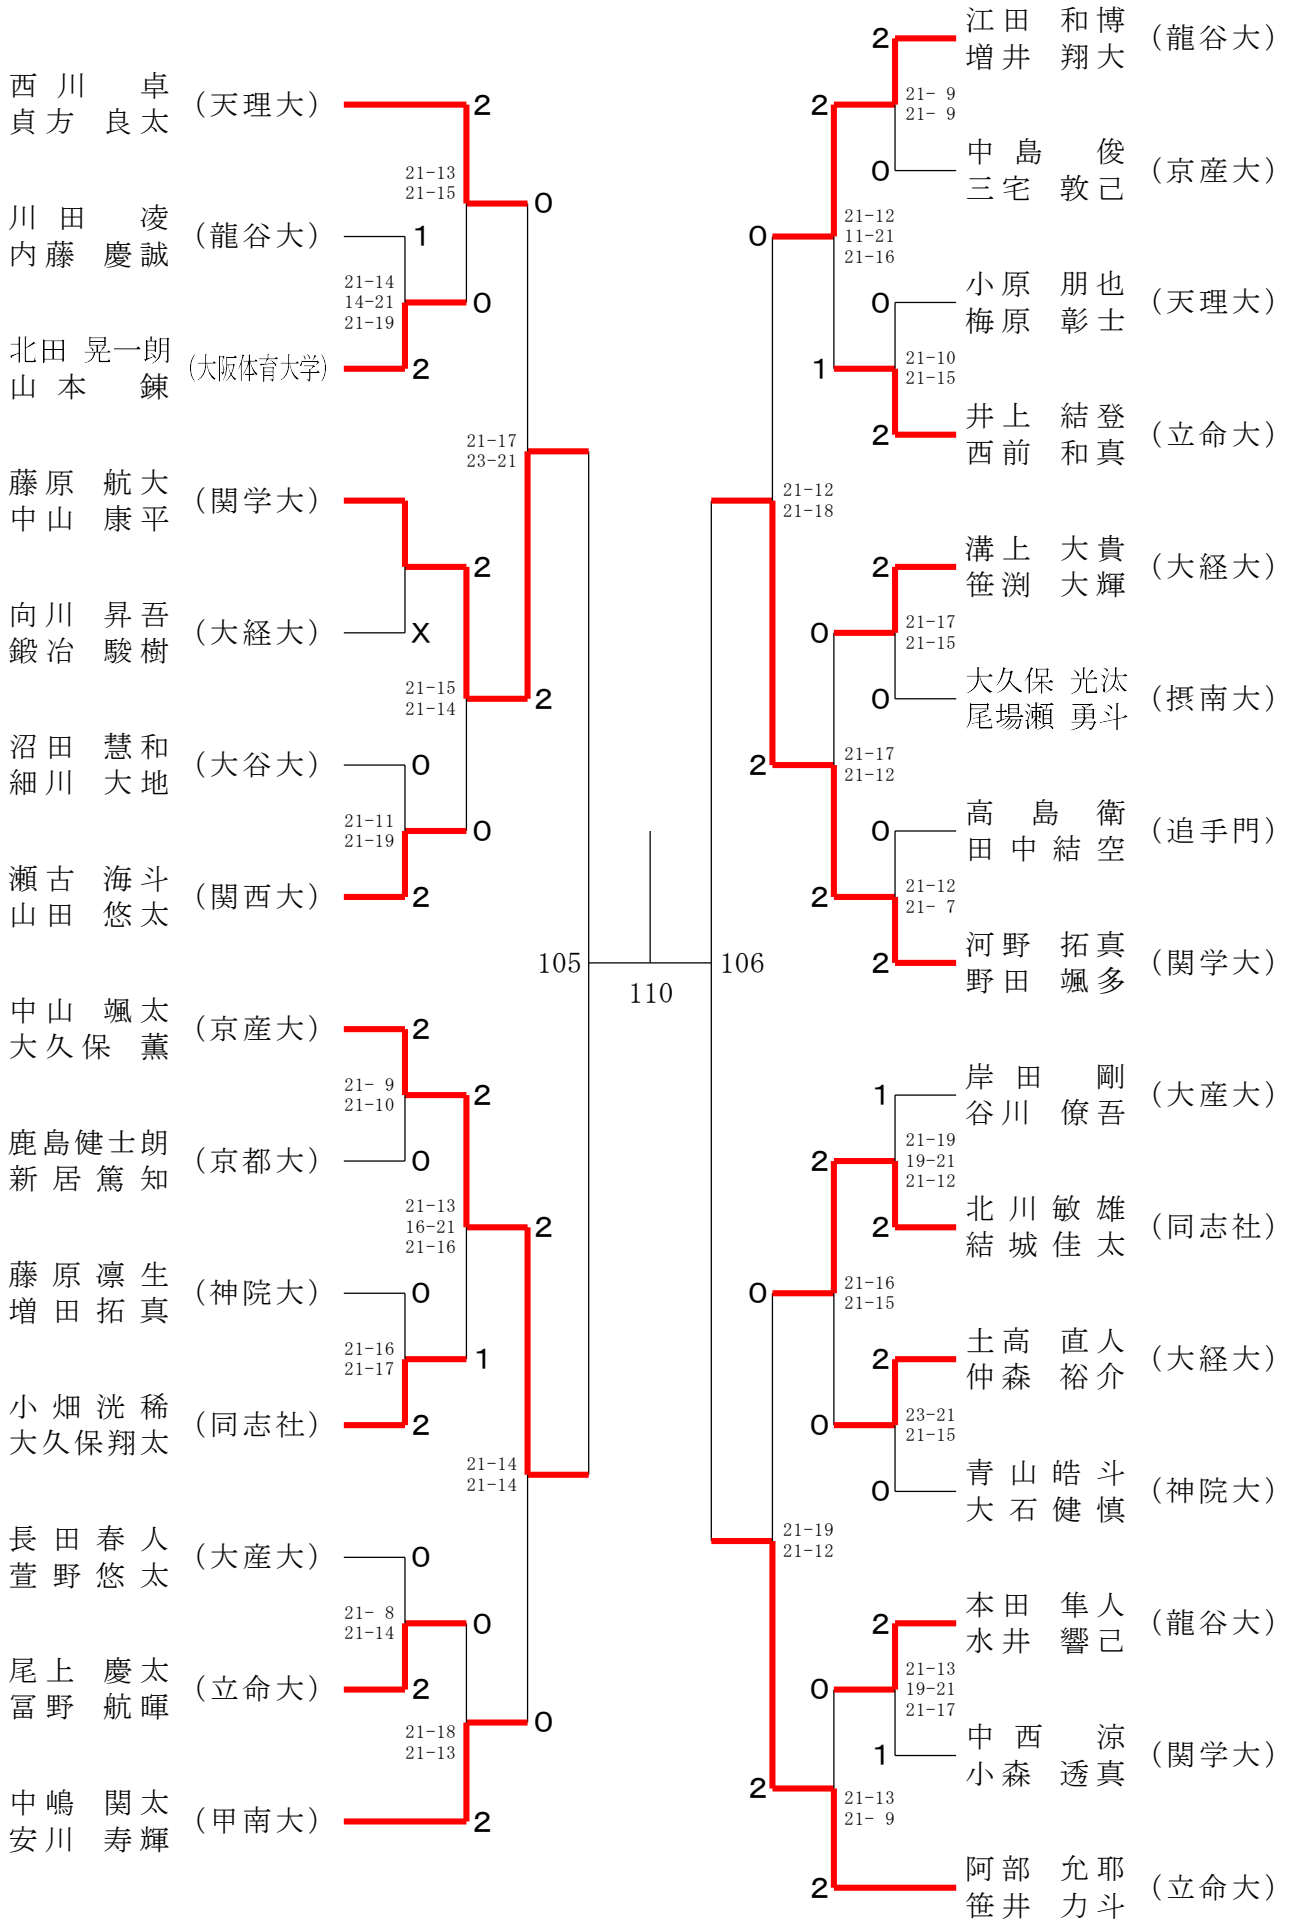 西川 卓
貞方 良太
(天理大)
2
21-13
21-15
0
川田 凌
内藤 慶誠
(龍谷大)
1
21-14
14-21
21-19
0
北田 晃一朗
山本 錬
(大阪体育大学)
2
21-17
23-21
藤原 航大
中山 康平
(関学大)
2
向川 昇吾
鍛冶 駿樹
(大経大)
X
21-15
21-14
2
沼田 慧和
細川 大地
(大谷大)
0
21-11
21-19
0
瀬古 海斗
山田 悠太
(関西大)
2
105
110
106
中山 颯太
大久保 薫
(京産大)
2
21- 9
21-10
2
鹿島健士朗
新居篤知
(京都大)
0
21-13
16-21
21-16
2
藤原凛生
増田拓真
(神院大)
0
21-16
21-17
1
小畑洸稀
大久保翔太
(同志社)
2
21-14
21-14
長田春人
萱野悠太
(大産大)
0
21- 8
21-14
0
尾上 慶太
冨野 航暉
(立命大)
2
21-18
21-13
0
中嶋 関太
安川 寿輝
(甲南大)
2
江田 和博
増井 翔大
(龍谷大)
2
21- 9
21- 9
2
中島 俊
三宅 敦己
(京産大)
0
21-12
11-21
21-16
0
小原 朋也
梅原 彰士
(天理大)
0
21-10
21-15
1
井上 結登
西前 和真
(立命大)
2
21-12
21-18
溝上 大貴
笹渕 大輝
(大経大)
2
21-17
21-15
0
大久保 光汰
尾場瀬 勇斗
(摂南大)
0
21-17
21-12
2
高島 衛
田中結空
(追手門)
0
21-12
21- 7
2
河野 拓真
野田 颯多
(関学大)
2
岸田 剛
谷川 僚吾
(大産大)
1
21-19
19-21
21-12
2
北川敏雄
結城佳太
(同志社)
2
21-16
21-15
0
土高 直人
仲森 裕介
(大経大)
2
23-21
21-15
0
青山皓斗
大石健慎
(神院大)
0
21-19
21-12
本田 隼人
水井 響己
(龍谷大)
2
21-13
19-21
21-17
0
中西 涼
小森 透真
(関学大)
1
21-13
21- 9
2
阿部 允耶
笹井 力斗
(立命大)
2